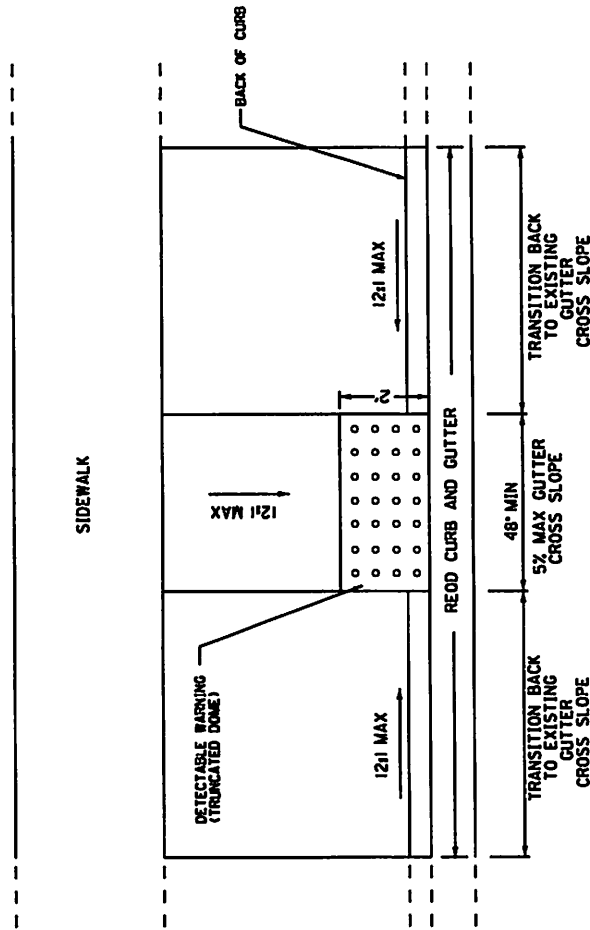 SIDEWALK
BACK OF CURB
12:1 MAX
12:1 MAX
2'
DETECTABLE WARNING
(TRUNCATED DOME)
12:1 MAX
REQD CURB AND GUTTER
48" MIN
5% MAX GUTTER
CROSS SLOPE
TRANSITION BACK
TO EXISTING
GUTTER
CROSS SLOPE
TRANSITION BACK
TO EXISTING
GUTTER
CROSS SLOPE